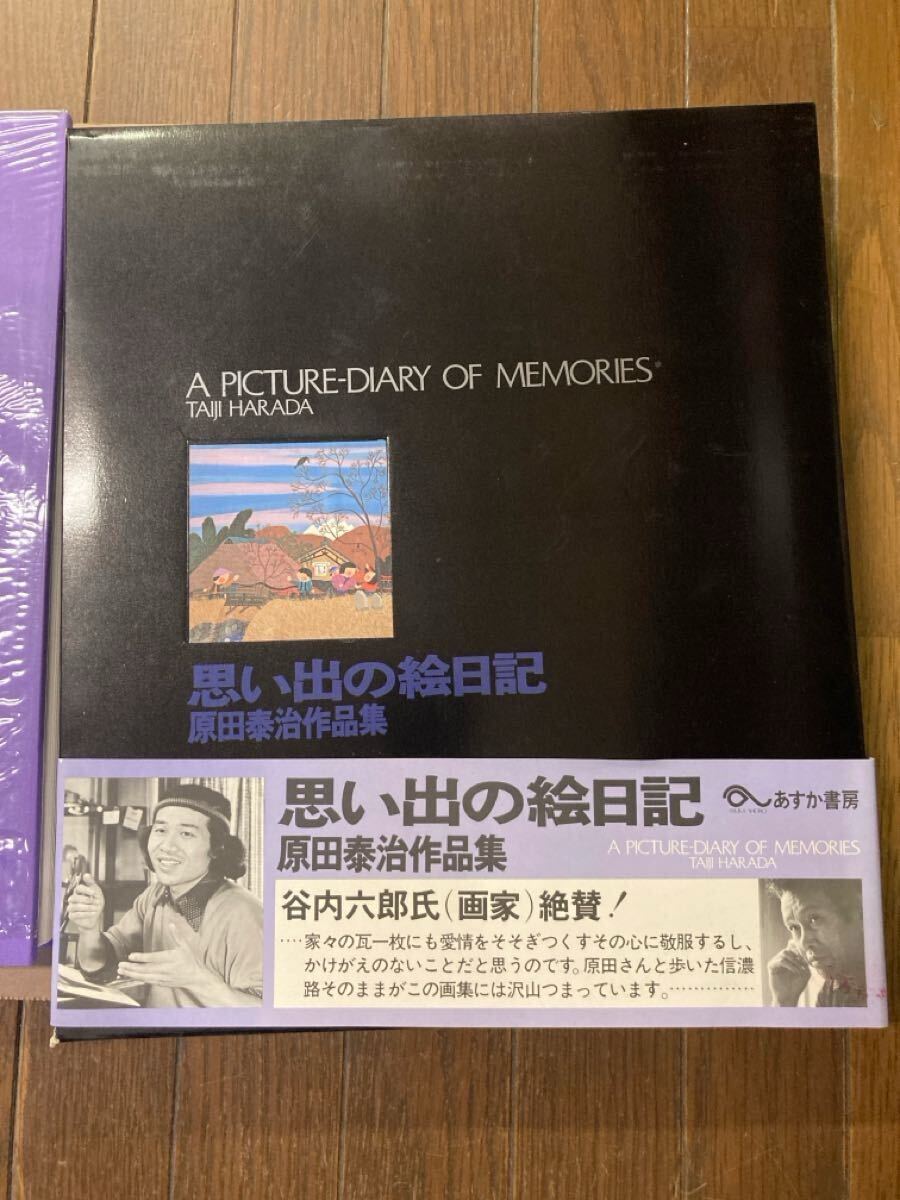 A PICTURE-DIARY OF MEMORIES
TAIJI HARADA
思い出の絵日記
原田泰治作品集
思い出の絵日記
あすか書房
原田泰治作品集
A PICTURE-DIARY OF MEMORIES
TAIJI HARADA
谷内六郎氏(画家)絶賛!
‥‥家々の瓦一枚にも愛情をそそぎつくすその心に敬服するし、
かけがえのないことだと思うのです。原田さんと歩いた信濃
路そのままがこの画集には沢山つまっています。‥‥‥‥‥‥